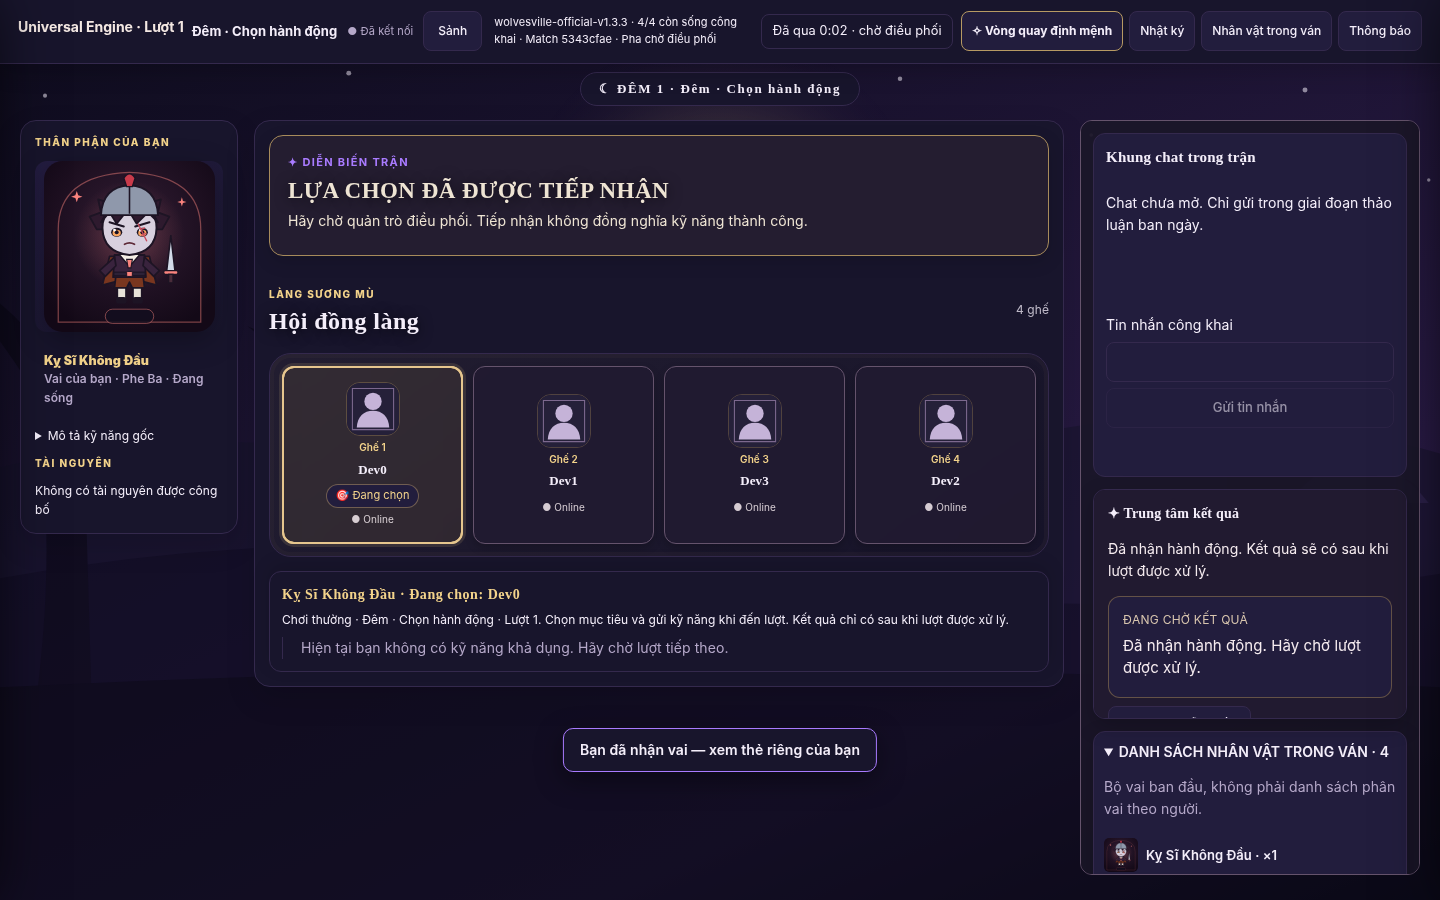 Universal Engine · Lượt 1
Đêm · Chọn hành động
Đã kết nối
Sảnh
wolvesville-official-v1.3.3 · 4/4 còn sống công
khai · Match 5343cfae · Pha chờ điều phối
Đã qua 0:02 · chờ điều phối
✧ Vòng quay định mệnh
Nhật ký
Nhân vật trong ván
Thông báo
☾ ĐÊM 1 · Đêm · Chọn hành động
THÂN PHẬN CỦA BẠN
Kỵ Sĩ Không Đầu
Vai của bạn · Phe Ba · Đang
sống
▶ Mô tả kỹ năng gốc
TÀI NGUYÊN
Không có tài nguyên được công
bố
✦ DIỄN BIẾN TRẬN
LỰA CHỌN ĐÃ ĐƯỢC TIẾP NHẬN
Hãy chờ quản trò điều phối. Tiếp nhận không đồng nghĩa kỹ năng thành công.
LÀNG SƯƠNG MÙ
Hội đồng làng
4 ghế
Ghế 1
Dev0
🎯 Đang chọn
Online
Ghế 2
Dev1
Online
Ghế 3
Dev3
Online
Ghế 4
Dev2
Online
Kỵ Sĩ Không Đầu · Đang chọn: Dev0
Chơi thường · Đêm · Chọn hành động · Lượt 1. Chọn mục tiêu và gửi kỹ năng khi đến lượt. Kết quả chỉ có sau khi lượt được xử lý.
Hiện tại bạn không có kỹ năng khả dụng. Hãy chờ lượt tiếp theo.
Bạn đã nhận vai — xem thẻ riêng của bạn
Khung chat trong trận
Chat chưa mở. Chỉ gửi trong giai đoạn thảo
luận ban ngày.
Tin nhắn công khai
Gửi tin nhắn
✦ Trung tâm kết quả
Đã nhận hành động. Kết quả sẽ có sau khi
lượt được xử lý.
ĐANG CHỜ KẾT QUẢ
Đã nhận hành động. Hãy chờ lượt
được xử lý.
▼ DANH SÁCH NHÂN VẬT TRONG VÁN · 4
Bộ vai ban đầu, không phải danh sách phân
vai theo người.
Kỵ Sĩ Không Đầu · ×1